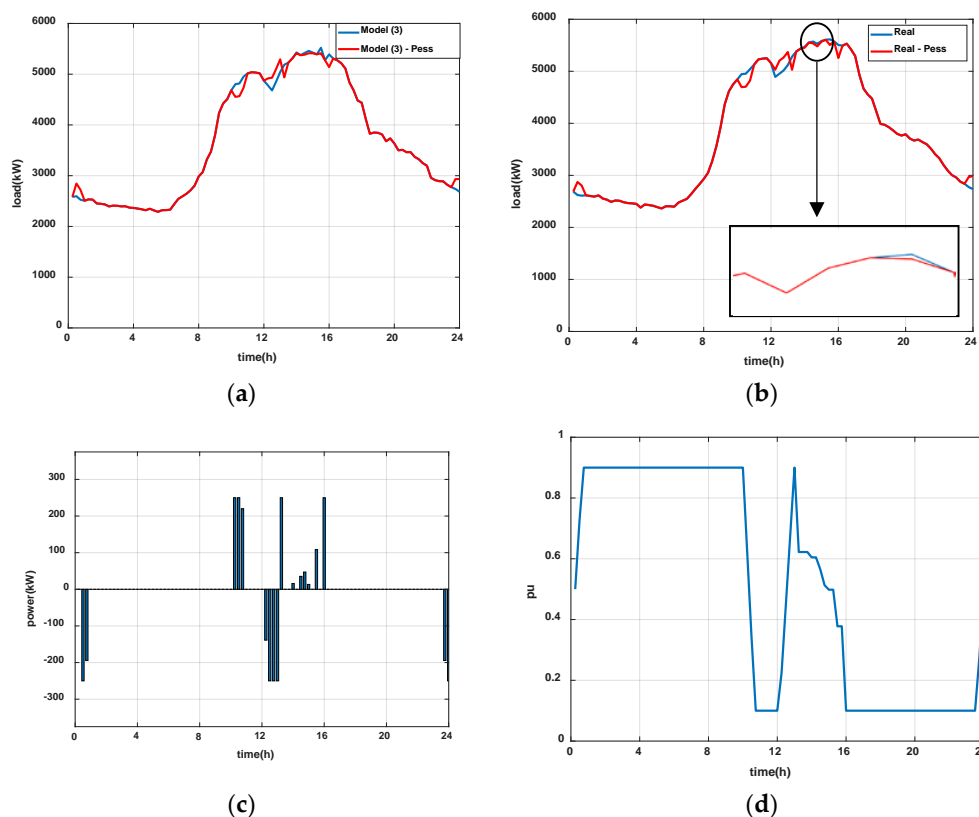 6000
5000
4000
3000
2000
1000
0
load(kW)
0 4 8 12 16 20 24
time(h)
Model (3)
Model (3) - Pess
(a)
6000
5000
4000
3000
2000
1000
0
load(kW)
0 4 8 12 16 20 24
time(h)
Real
Real - Pess
(b)
300
200
100
0
-100
-200
-300
power(kW)
0 4 8 12 16 20 24
time(h)
(c)
1
0.8
0.6
0.4
0.2
0
pu
0 4 8 12 16 20 2
time(h)
(d)